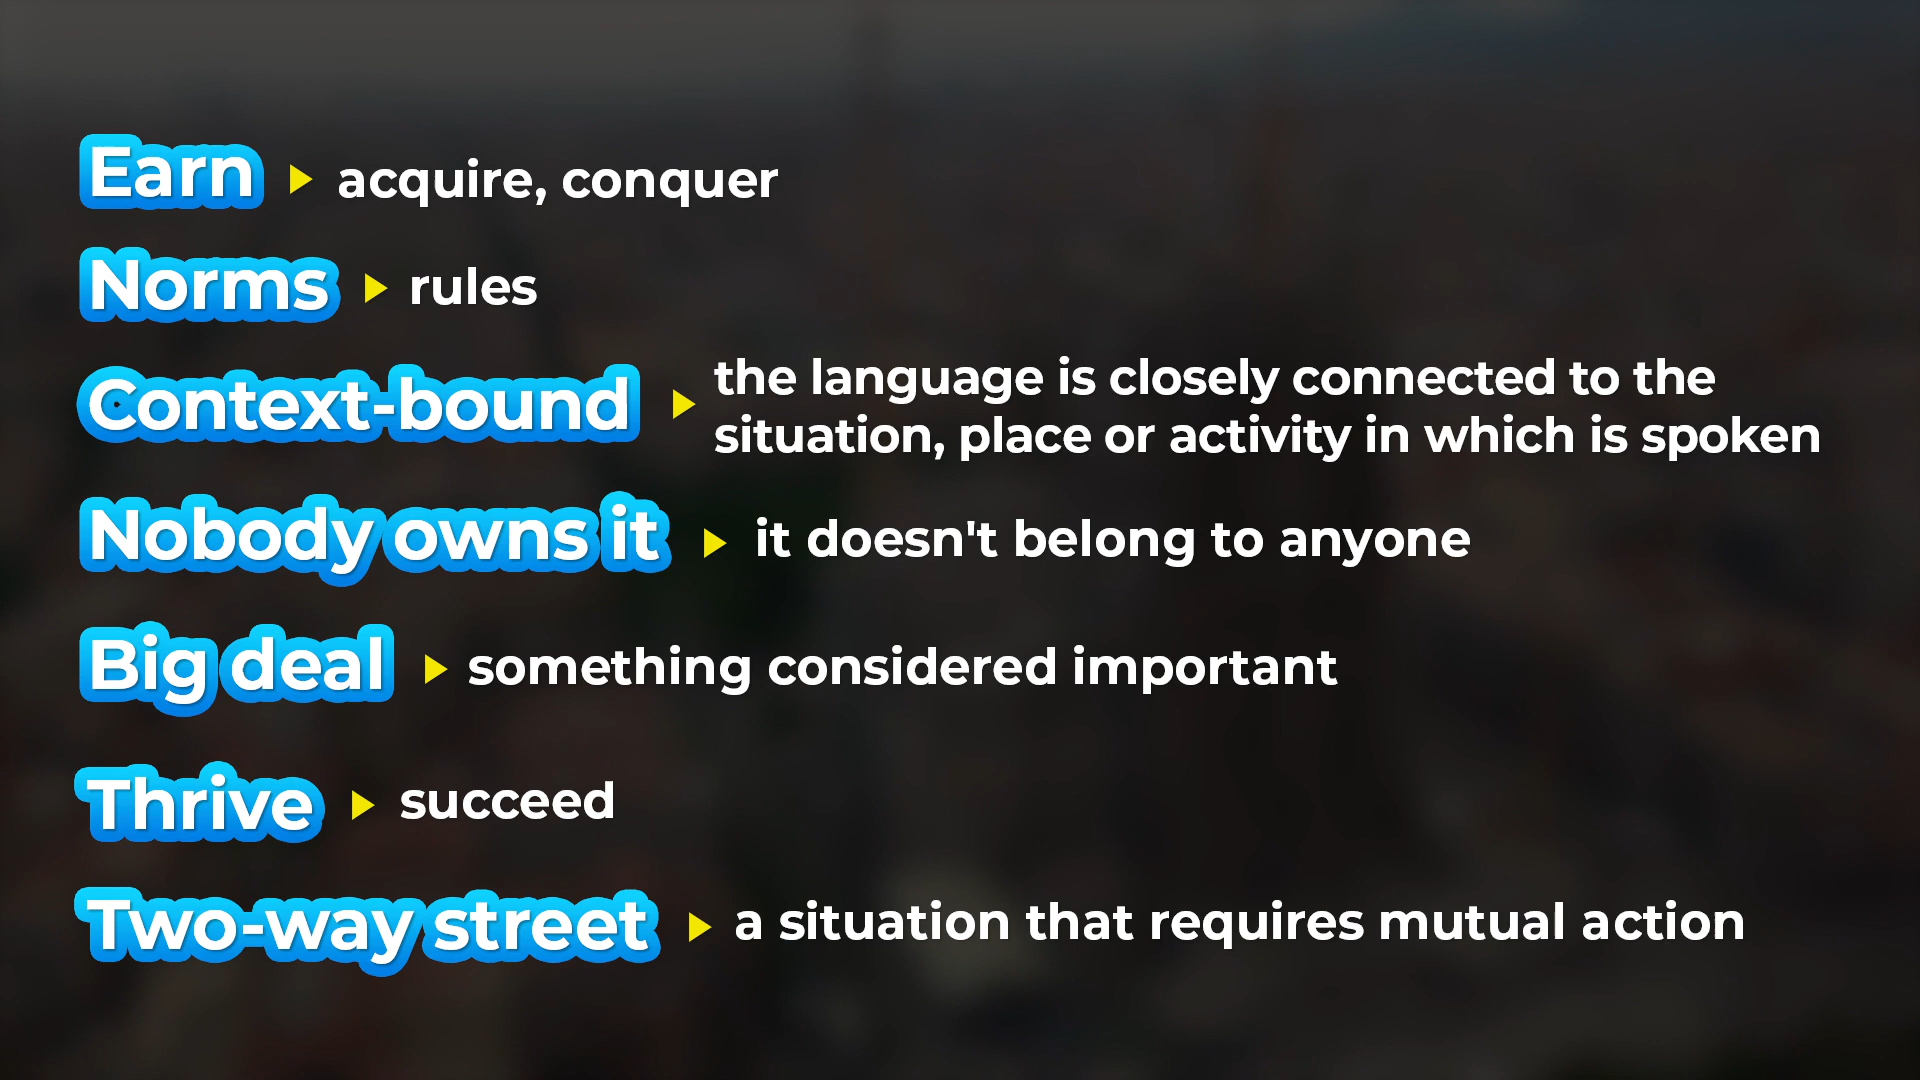 Earn acquire, conquer
Norms rules
Context-bound the language is closely connected to the
situation, place or activity in which is spoken
Nobody owns it it doesn't belong to anyone
Big deal something considered important
Thrive succeed
Two-way street a situation that requires mutual action